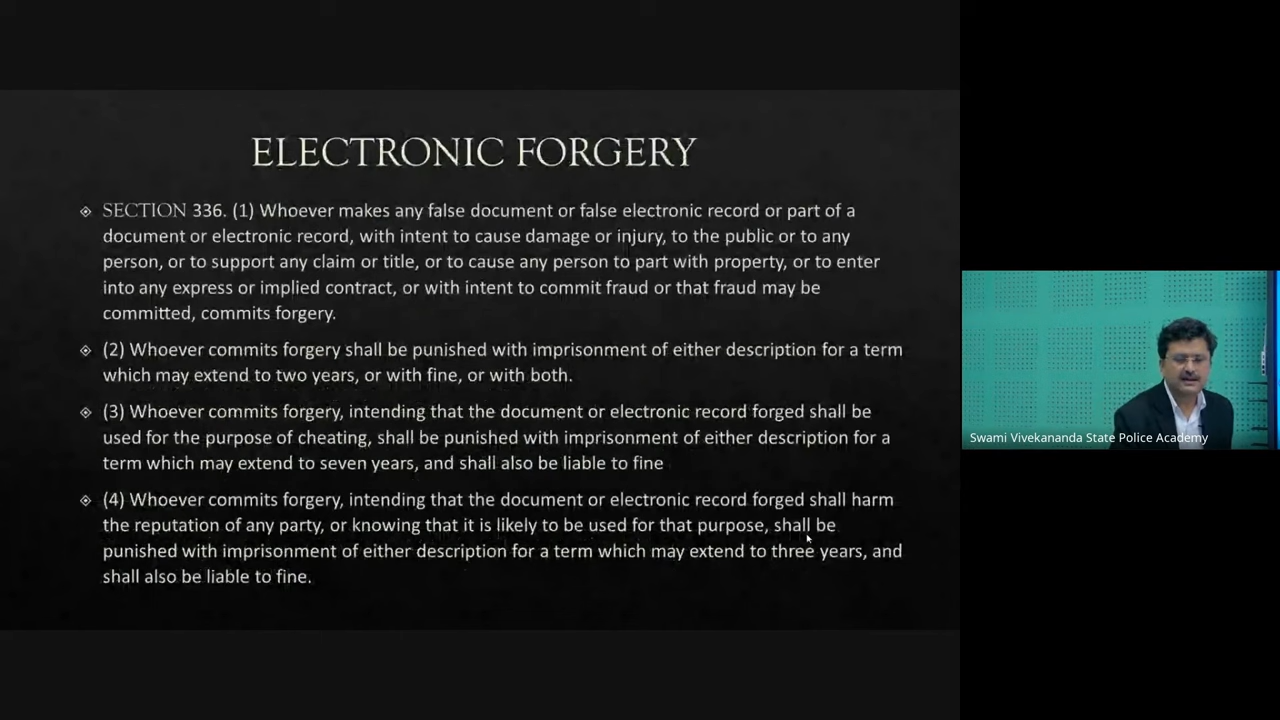 ELECTRONIC FORGERY
SECTION 336. (1) Whoever makes any false document or false electronic record or part of a
document or electronic record, with intent to cause damage or injury, to the public or to any
person, or to support any claim or title, or to cause any person to part with property, or to enter
into any express or implied contract, or with intent to commit fraud or that fraud may be
committed, commits forgery.
(2) Whoever commits forgery shall be punished with imprisonment of either description for a term
which may extend to two years, or with fine, or with both.
(3) Whoever commits forgery, intending that the document or electronic record forged shall be
used for the purpose of cheating, shall be punished with imprisonment of either description for a
term which may extend to seven years, and shall also be liable to fine
(4) Whoever commits forgery, intending that the document or electronic record forged shall harm
the reputation of any party, or knowing that it is likely to be used for that purpose, shall be
punished with imprisonment of either description for a term which may extend to three years, and
shall also be liable to fine.
Swami Vivekananda State Police Academy